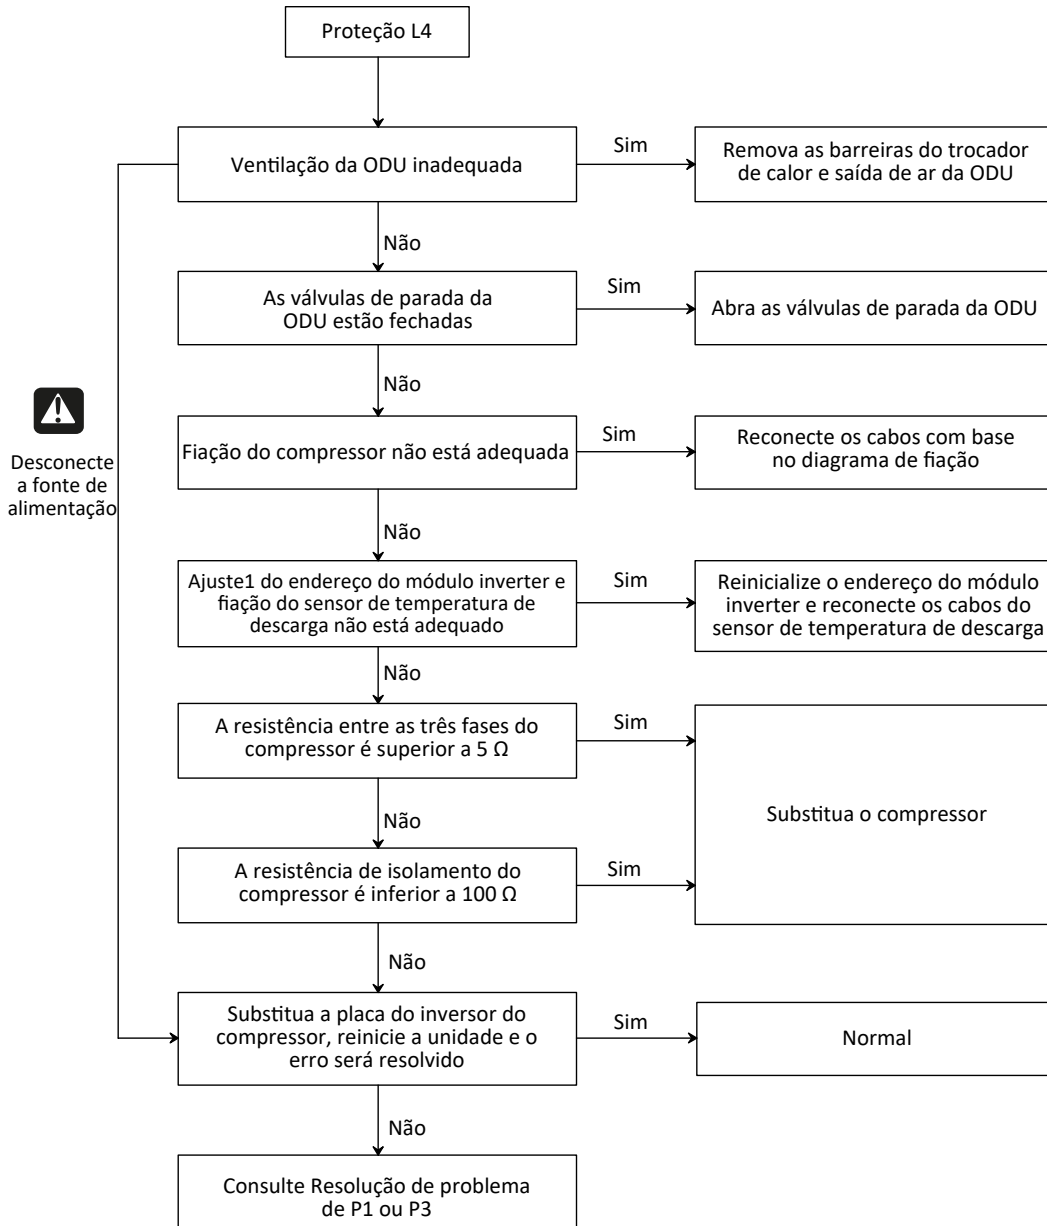 Proteção L4
Ventilação da ODU inadequada
Sim
Remova as barreiras do trocador
de calor e saída de ar da ODU
Não
As válvulas de parada da
ODU estão fechadas
Sim
Abra as válvulas de parada da ODU
Não
Desconecte
a fonte de
alimentação
Fiação do compressor não está adequada
Sim
Reconecte os cabos com base
no diagrama de fiação
Não
Ajuste1 do endereço do módulo inverter e
fiação do sensor de temperatura de
descarga não está adequado
Sim
Reinicialize o endereço do módulo
inverter e reconecte os cabos do
sensor de temperatura de descarga
Não
A resistência entre as três fases do
compressor é superior a 5 Ω
Sim
Substitua o compressor
Não
A resistência de isolamento do
compressor é inferior a 100 Ω
Sim
Não
Substitua a placa do inversor do
compressor, reinicie a unidade e o
erro será resolvido
Sim
Normal
Não
Consulte Resolução de problema
de P1 ou P3